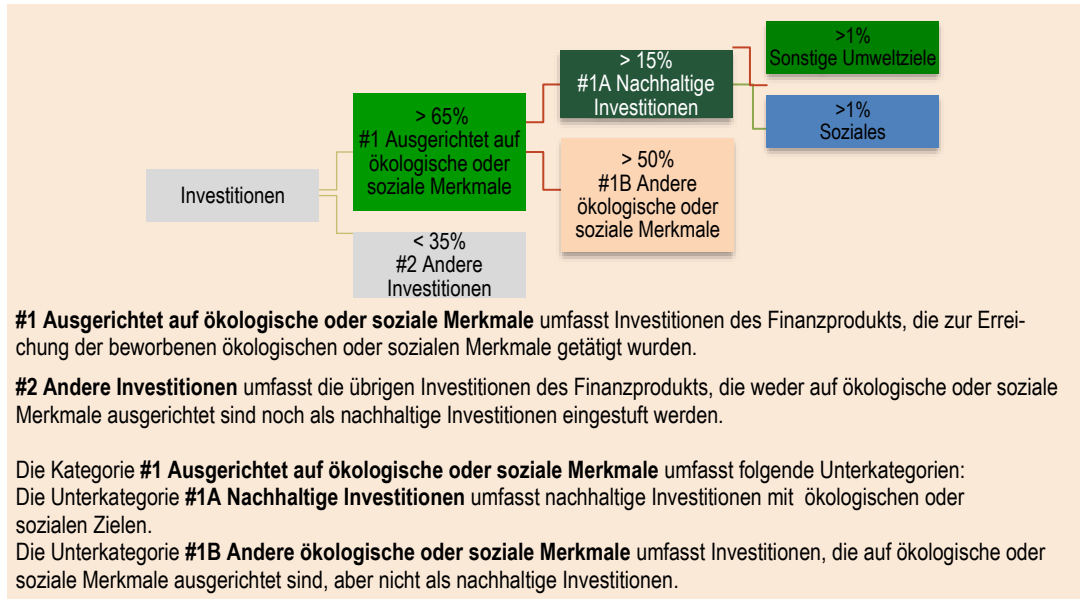 Investitionen
> 65%
#1 Ausgerichtet auf
ökologische oder
soziale Merkmale
< 35%
#2 Andere
Investitionen
> 15%
#1A Nachhaltige
Investitionen
> 50%
#1B Andere
ökologische oder
soziale Merkmale
>1%
Sonstige Umweltziele
>1%
Soziales
#1 Ausgerichtet auf ökologische oder soziale Merkmale umfasst Investitionen des Finanzprodukts, die zur Errei-
chung der beworbenen ökologischen oder sozialen Merkmale getätigt wurden.
#2 Andere Investitionen umfasst die übrigen Investitionen des Finanzprodukts, die weder auf ökologische oder soziale
Merkmale ausgerichtet sind noch als nachhaltige Investitionen eingestuft werden.
Die Kategorie #1 Ausgerichtet auf ökologische oder soziale Merkmale umfasst folgende Unterkategorien:
Die Unterkategorie #1A Nachhaltige Investitionen umfasst nachhaltige Investitionen mit ökologischen oder
sozialen Zielen.
Die Unterkategorie #1B Andere ökologische oder soziale Merkmale umfasst Investitionen, die auf ökologische oder
soziale Merkmale ausgerichtet sind, aber nicht als nachhaltige Investitionen.